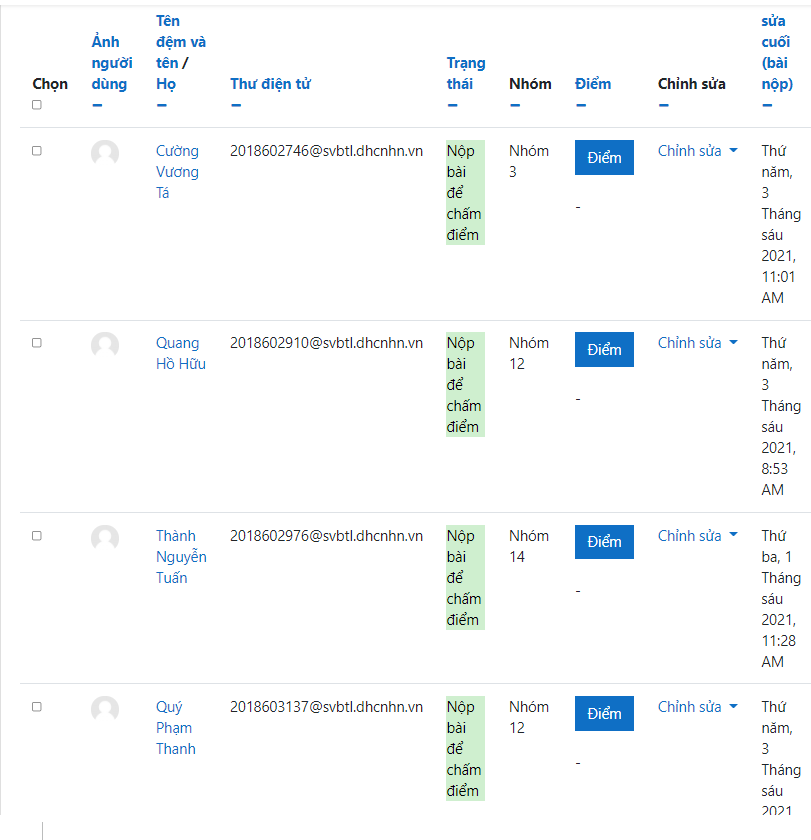 Chọn
Ảnh
người
dùng
Tên
đệm và
tên /
Họ
Thư điện tử
Trạng
thái
Nhóm
Điểm
Chỉnh sửa
sửa
cuối
(bài
nộp)
Cường
Vương
Tá
2018602746@svbtl.dhcnhn.vn
Nộp
bài
để
chấm
điểm
Nhóm
3
Điểm
-
Chỉnh sửa
Thứ
năm,
3
Tháng
sáu
2021,
11:01
AM
Quang
Hồ Hữu
2018602910@svbtl.dhcnhn.vn
Nộp
bài
để
chấm
điểm
Nhóm
12
Điểm
-
Chỉnh sửa
Thứ
năm,
3
Tháng
sáu
2021,
8:53
AM
Thành
Nguyễn
Tuấn
2018602976@svbtl.dhcnhn.vn
Nộp
bài
để
chấm
điểm
Nhóm
14
Điểm
-
Chỉnh sửa
Thứ
ba, 1
Tháng
sáu
2021,
11:28
AM
Quý
Phạm
Thanh
2018603137@svbtl.dhcnhn.vn
Nộp
bài
để
chấm
điểm
Nhóm
12
Điểm
-
Chỉnh sửa
Thứ
năm,
3
Tháng
sáu
2021